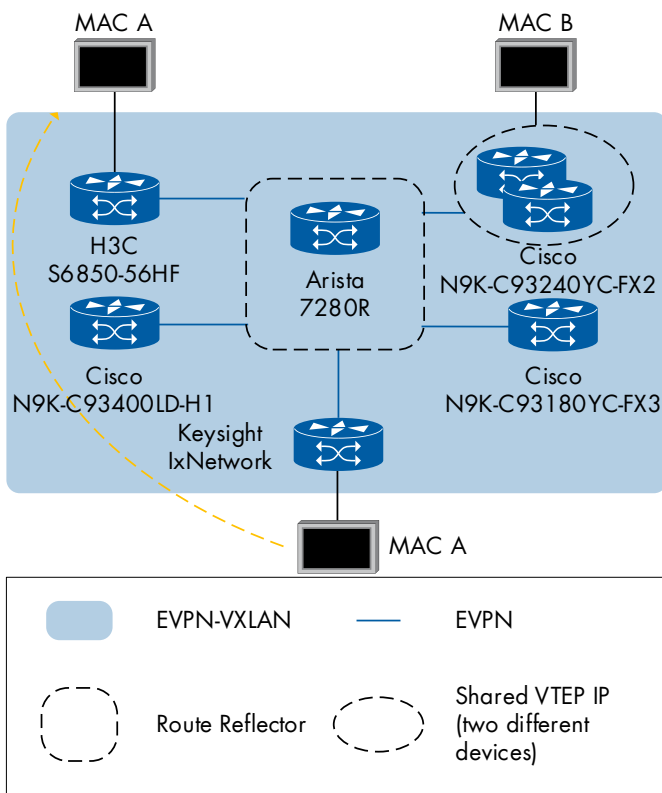 MAC A
MAC B
H3C
S6850-56HF
Arista
7280R
Cisco
N9K-C93240YC-FX2
Cisco
N9K-C93400LD-H1
Cisco
N9K-C93180YC-FX3
Keysight
IxNetwork
MAC A
EVPN-VXLAN
EVPN
Route Reflector
Shared VTEP IP
(two different
devices)